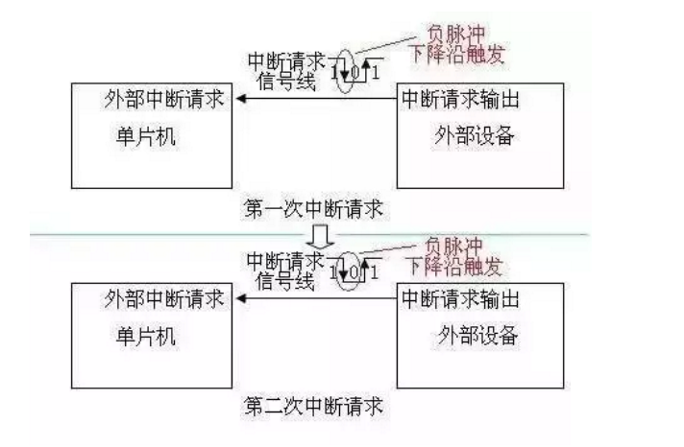 负脉冲
下降沿触发
中断请求
信号线
1 0 1
外部中断请求
中断请求输出
单片机
外部设备
第一次中断请求
负脉冲
下降沿触发
中断请求
信号线
1 0 1
外部中断请求
中断请求输出
单片机
外部设备
第二次中断请求